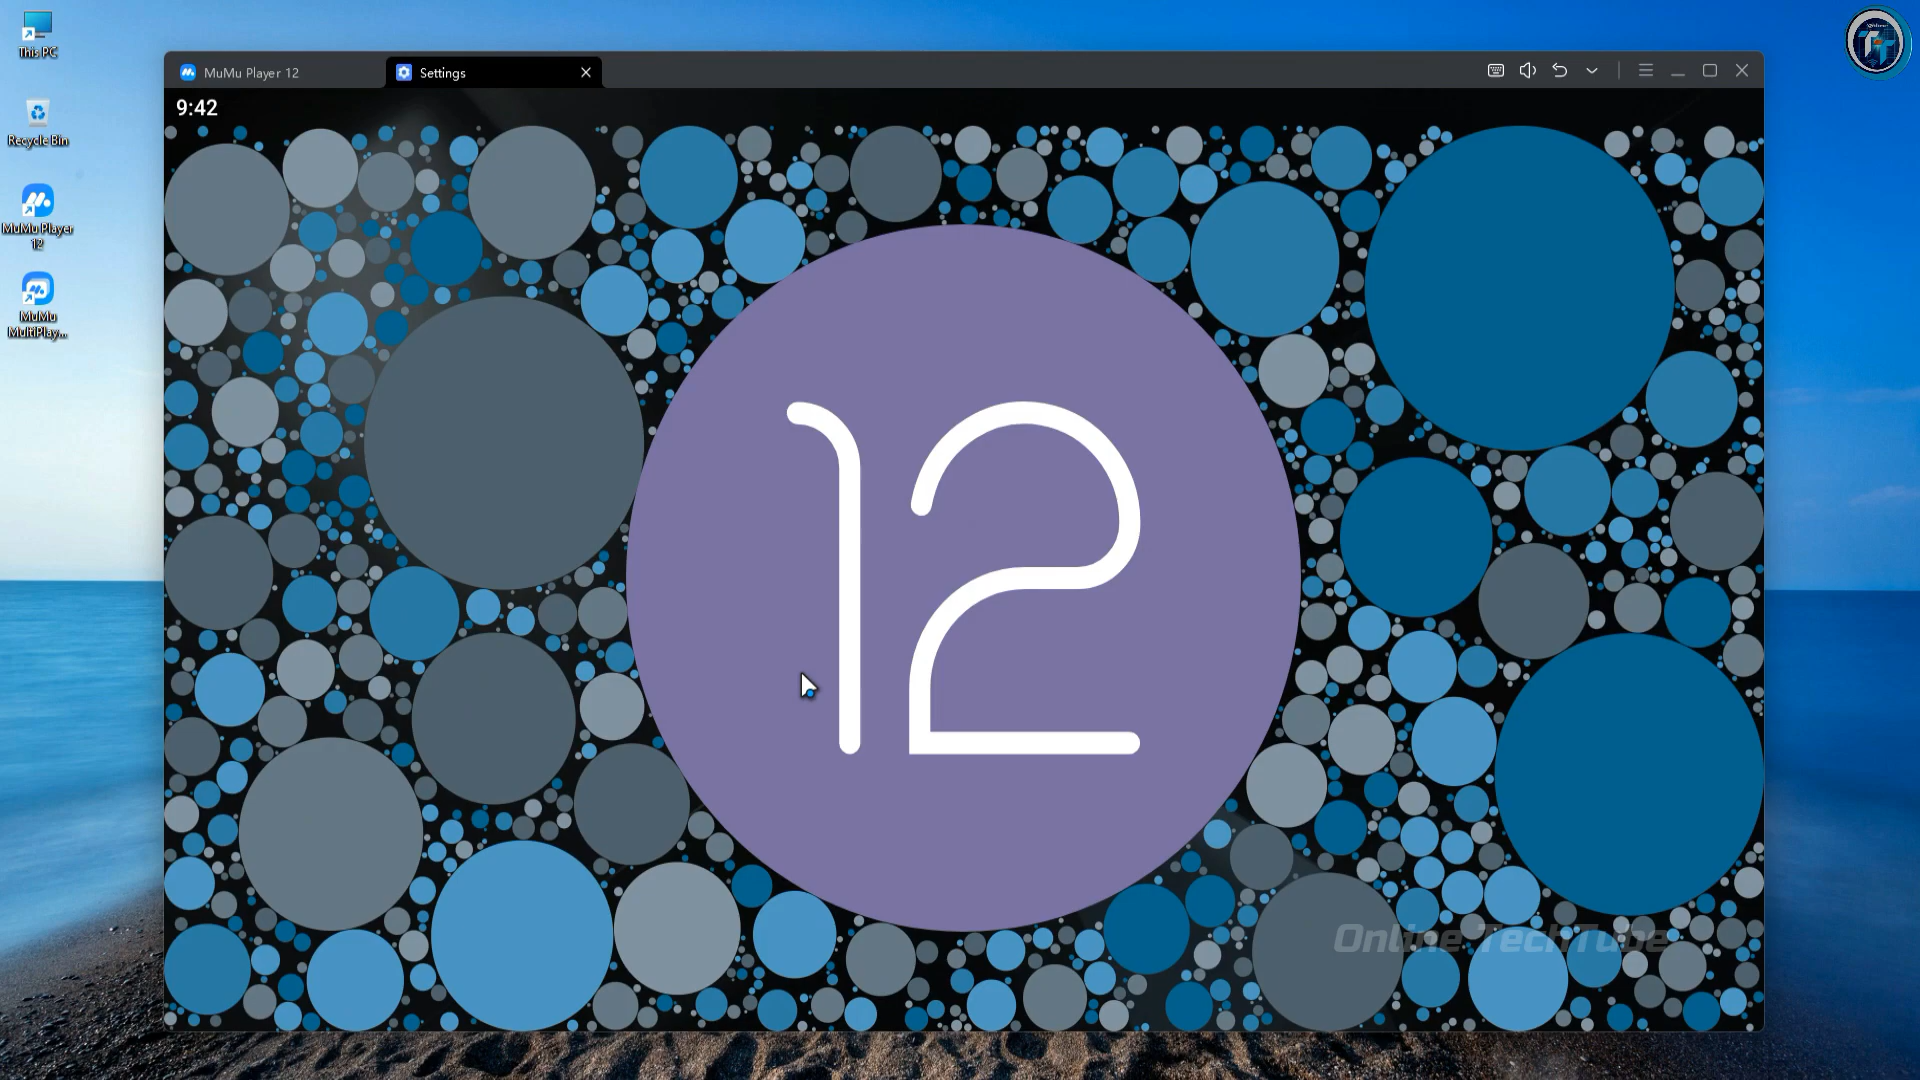 This PC
MuMu Player 12
Settings
9:42
Recycle Bin
MuMu Player
12
MuMu
MultiPlay...
12
Online TechTube